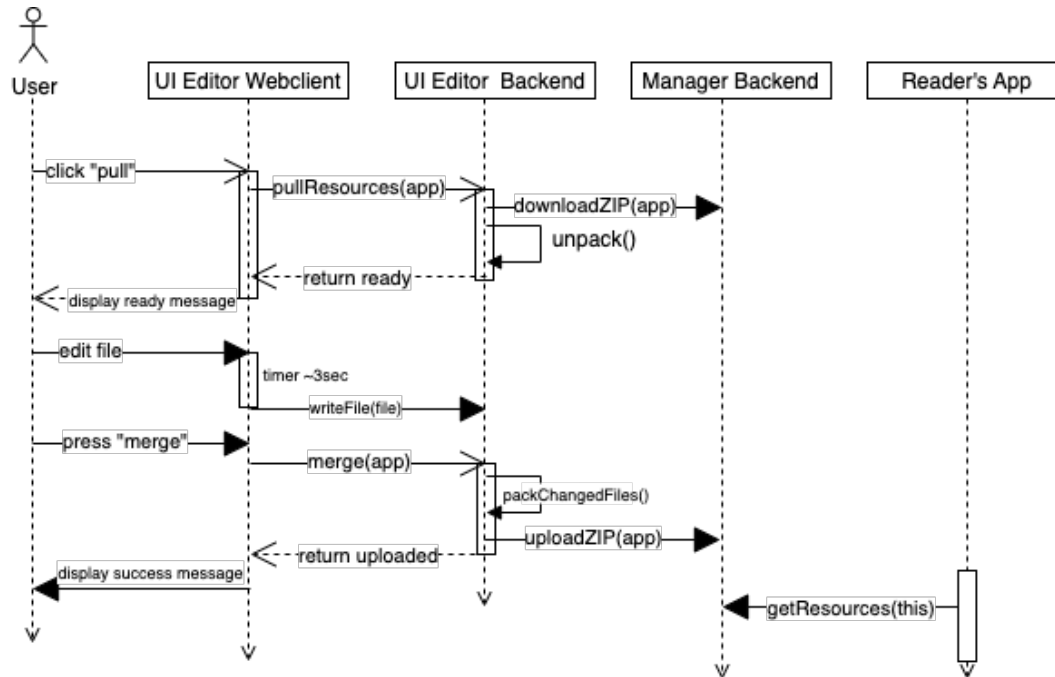 User
UI Editor Webclient
UI Editor Backend
Manager Backend
Reader's App
click "pull"
pullResources(app)
downloadZIP(app)
unpack()
return ready
display ready message
edit file
timer ~3sec
writeFile(file)
press "merge"
merge(app)
packChangedFiles()
uploadZIP(app)
return uploaded
display success message
getResources(this)